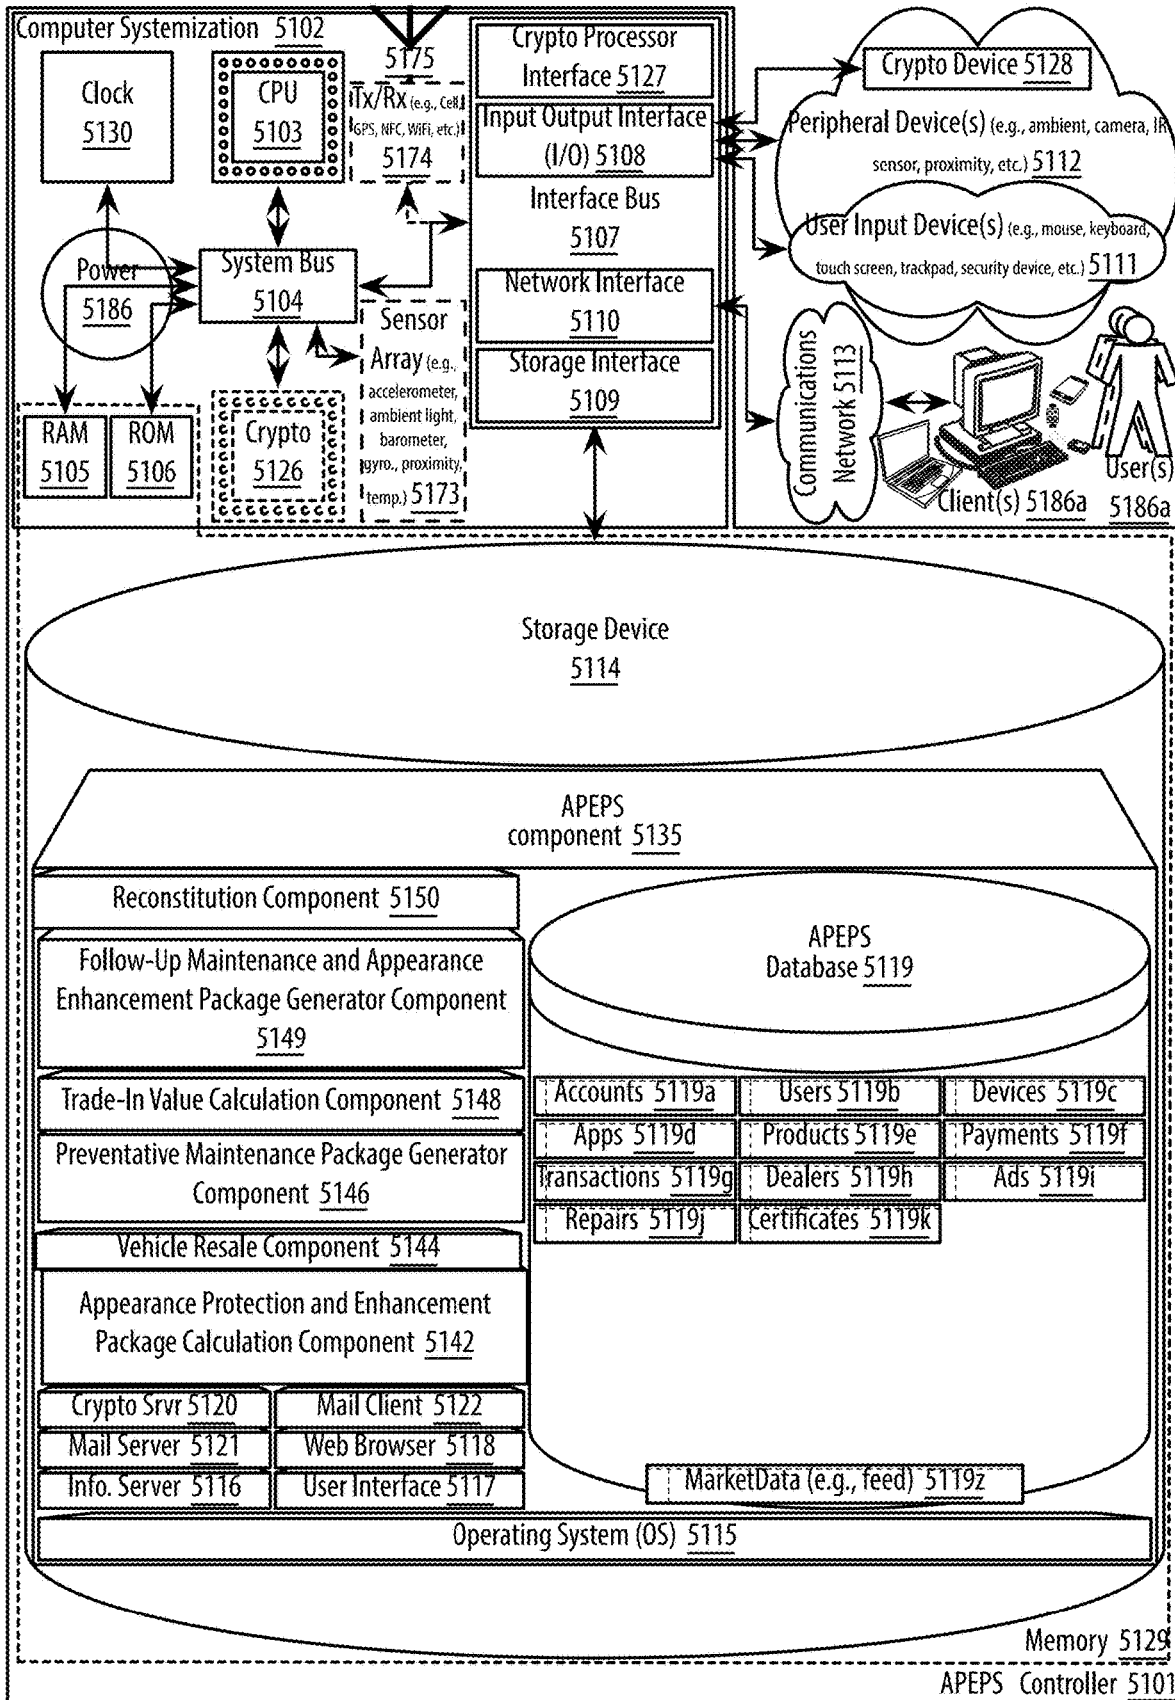 Computer Systemization 5102
Clock
5130
CPU
5103
5175
Tx/Rx (e.g., Cell,
GPS, NFC, WiFi, etc.)
5174
Crypto Processor
Interface 5127
Input Output Interface
(I/O) 5108
Interface Bus
5107
Network Interface
5110
Storage Interface
5109
Crypto Device 5128
Peripheral Device(s) (e.g., ambient, camera, IR
sensor, proximity, etc.) 5112
User Input Device(s) (e.g., mouse, keyboard,
touch screen, trackpad, security device, etc.) 5111
Power
5186
System Bus
5104
Sensor
Array (e.g.,
accelerometer,
ambient light,
barometer,
gyro., proximity,
temp.) 5173
RAM
5105
ROM
5106
Crypto
5126
Communications
Network 5113
Client(s) 5186a
User(s)
5186a
Storage Device
5114
APEPS
component 5135
Reconstitution Component 5150
Follow-Up Maintenance and Appearance
Enhancement Package Generator Component
5149
Trade-In Value Calculation Component 5148
Preventative Maintenance Package Generator
Component 5146
Vehicle Resale Component 5144
Appearance Protection and Enhancement
Package Calculation Component 5142
APEPS
Database 5119
Accounts 5119a
Users 5119b
Devices 5119c
Apps 5119d
Products 5119e
Payments 5119f
Transactions 5119g
Dealers 5119h
Ads 5119i
Repairs 5119j
Certificates 5119k
Crypto Srvr 5120
Mail Client 5122
Mail Server 5121
Web Browser 5118
Info. Server 5116
User Interface 5117
MarketData (e.g., feed) 5119z
Operating System (OS) 5115
Memory 5129
APEPS Controller 5101